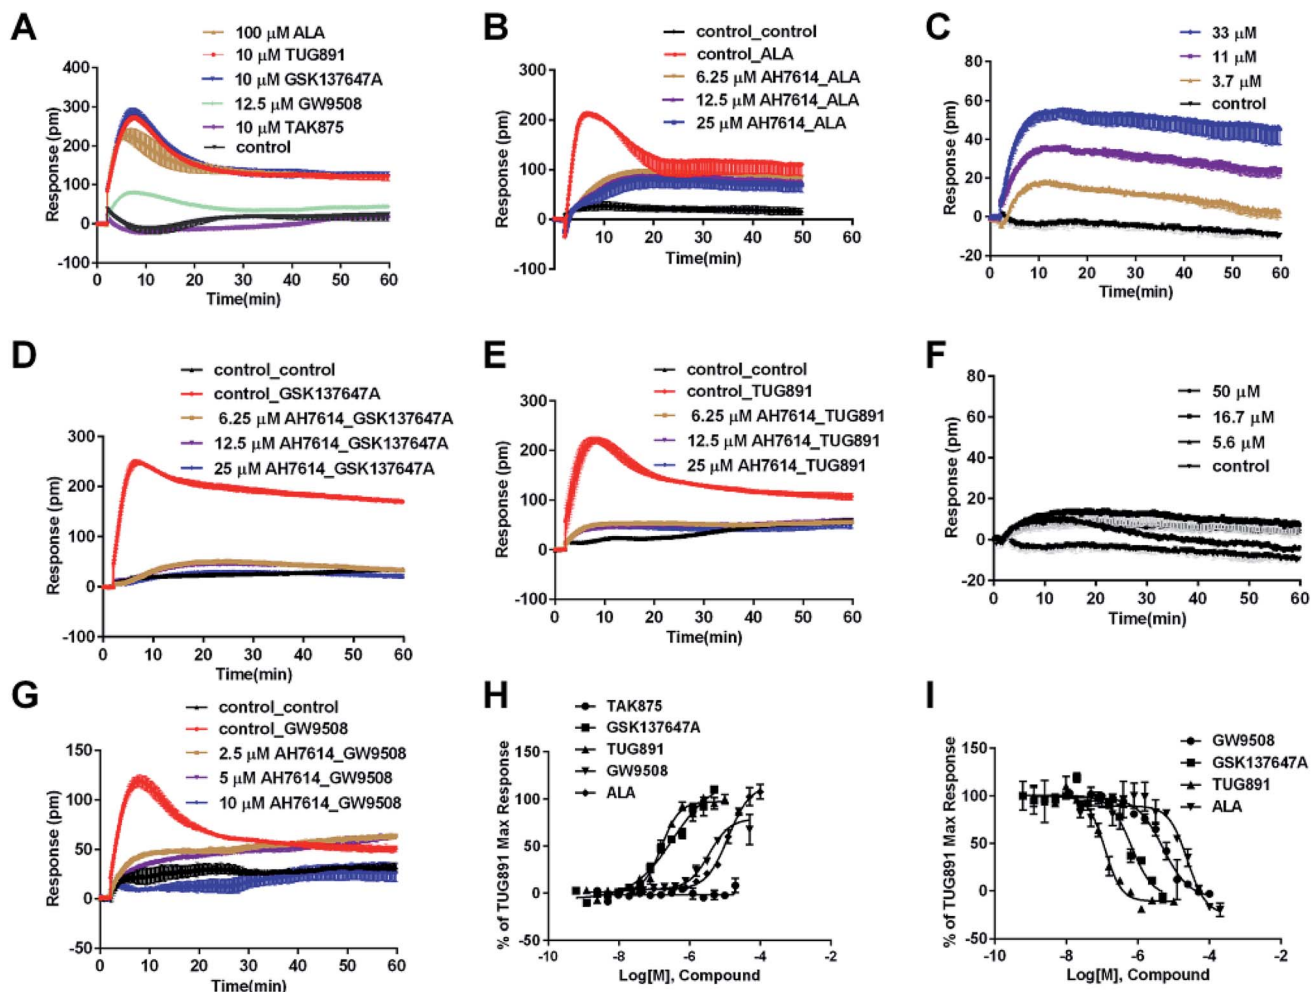 A
100 μM ALA
10 μM TUG891
10 μM GSK137647A
12.5 μM GW9508
10 μM TAK875
control
Response (pm)
400
300
200
100
0
-100
0 10 20 30 40 50 60
Time(min)
B
control_control
control_ALA
6.25 μM AH7614_ALA
12.5 μM AH7614_ALA
25 μM AH7614_ALA
Response (pm)
300
200
100
0
-100
10 20 30 40 50 60
Time(min)
C
33 μM
11 μM
3.7 μM
control
Response (pm)
80
60
40
20
0
-20
0 10 20 30 40 50 60
Time(min)
D
control_control
control_GSK137647A
6.25 μM AH7614_GSK137647A
12.5 μM AH7614_GSK137647A
25 μM AH7614_GSK137647A
Response (pm)
300
200
100
0
-100
10 20 30 40 50 60
Time(min)
E
control_control
control_TUG891
6.25 μM AH7614_TUG891
12.5 μM AH7614_TUG891
25 μM AH7614_TUG891
Response (pm)
300
200
100
0
-100
10 20 30 40 50 60
Time(min)
F
50 μM
16.7 μM
5.6 μM
control
Response (pm)
80
60
40
20
0
-20
0 10 20 30 40 50 60
Time(min)
G
control_control
control_GW9508
2.5 μM AH7614_GW9508
5 μM AH7614_GW9508
10 μM AH7614_GW9508
Response (pm)
150
100
50
0
-50
0 10 20 30 40 50 60
Time(min)
H
TAK875
GSK137647A
TUG891
GW9508
ALA
% of TUG891 Max Response
150
100
50
0
-50
-10 -8 -6 -4 -2
Log[M], Compound
I
GW9508
GSK137647A
TUG891
ALA
% of TUG891 Max Response
150
100
50
0
-50
-10 -8 -6 -4 -2
Log[M], Compound